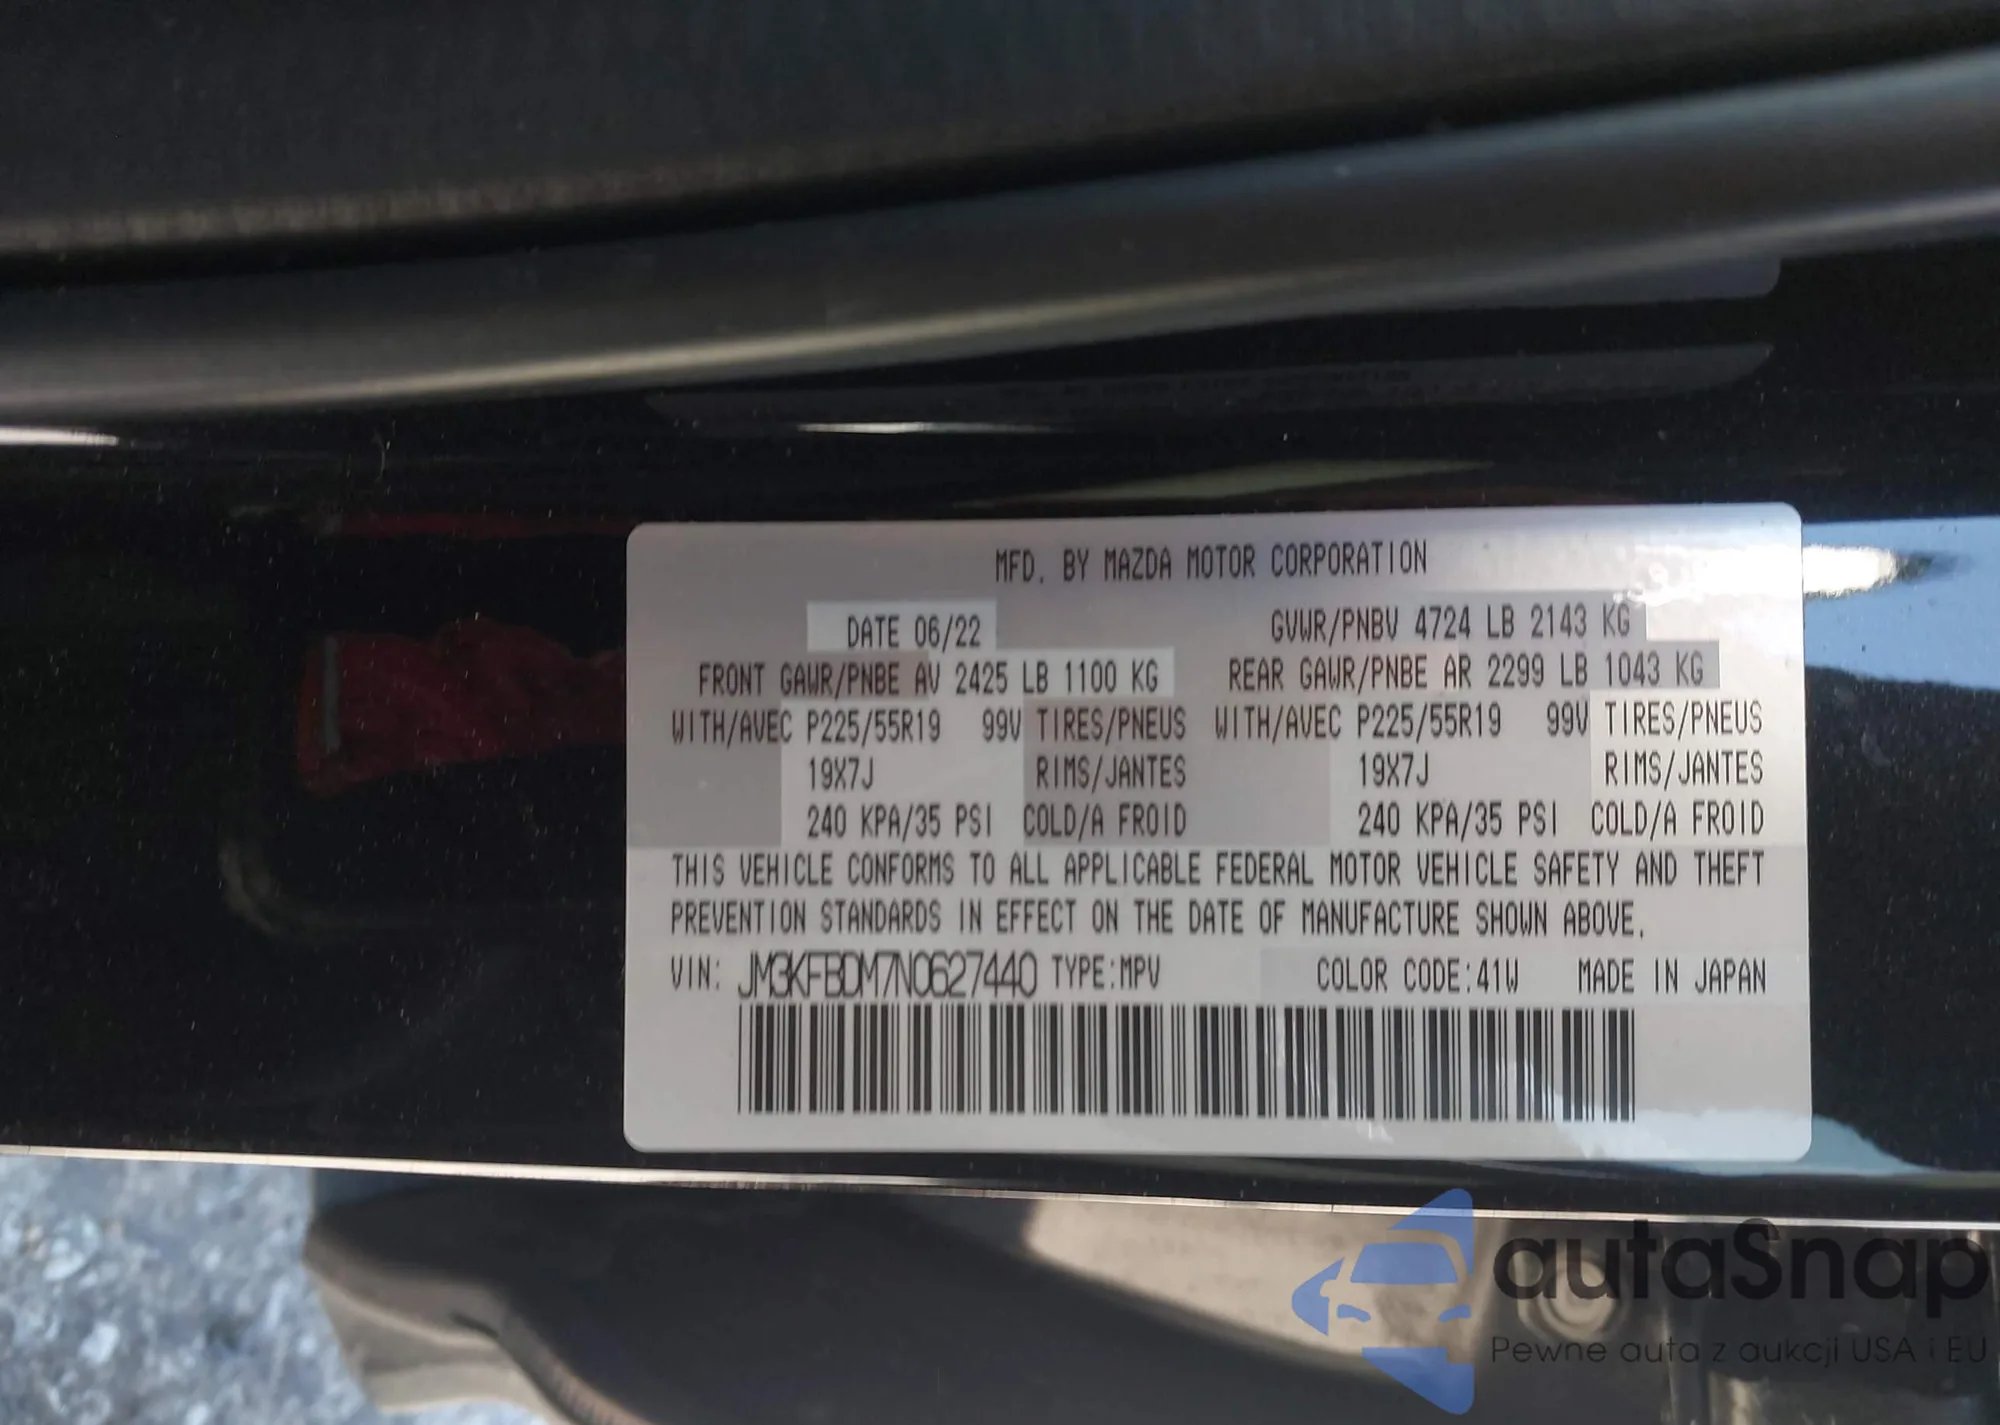 MFD. BY MAZDA MOTOR CORPORATION
DATE 06/22 GVWR/PNBV 4724 LB 2143 KG
FRONT GAWR/PNBE AV 2425 LB 1100 KG REAR GAWR/PNBE AR 2299 LB 1043 KG
WITH/AVEC P225/55R19 99V TIRES/PNEUS WITH/AVEC P225/55R19 99V TIRES/PNEUS
19X7J RIMS/JANTES 19X7J RIMS/JANTES
240 KPA/35 PSI COLD/A FROID 240 KPA/35 PSI COLD/A FROID
THIS VEHICLE CONFORMS TO ALL APPLICABLE FEDERAL MOTOR VEHICLE SAFETY AND THEFT
PREVENTION STANDARDS IN EFFECT ON THE DATE OF MANUFACTURE SHOWN ABOVE.
VIN: JM3KFBDM7N0627440 TYPE:MPV COLOR CODE:41W MADE IN JAPAN
autaSnap
Pewne auta z aukcji USA i EU